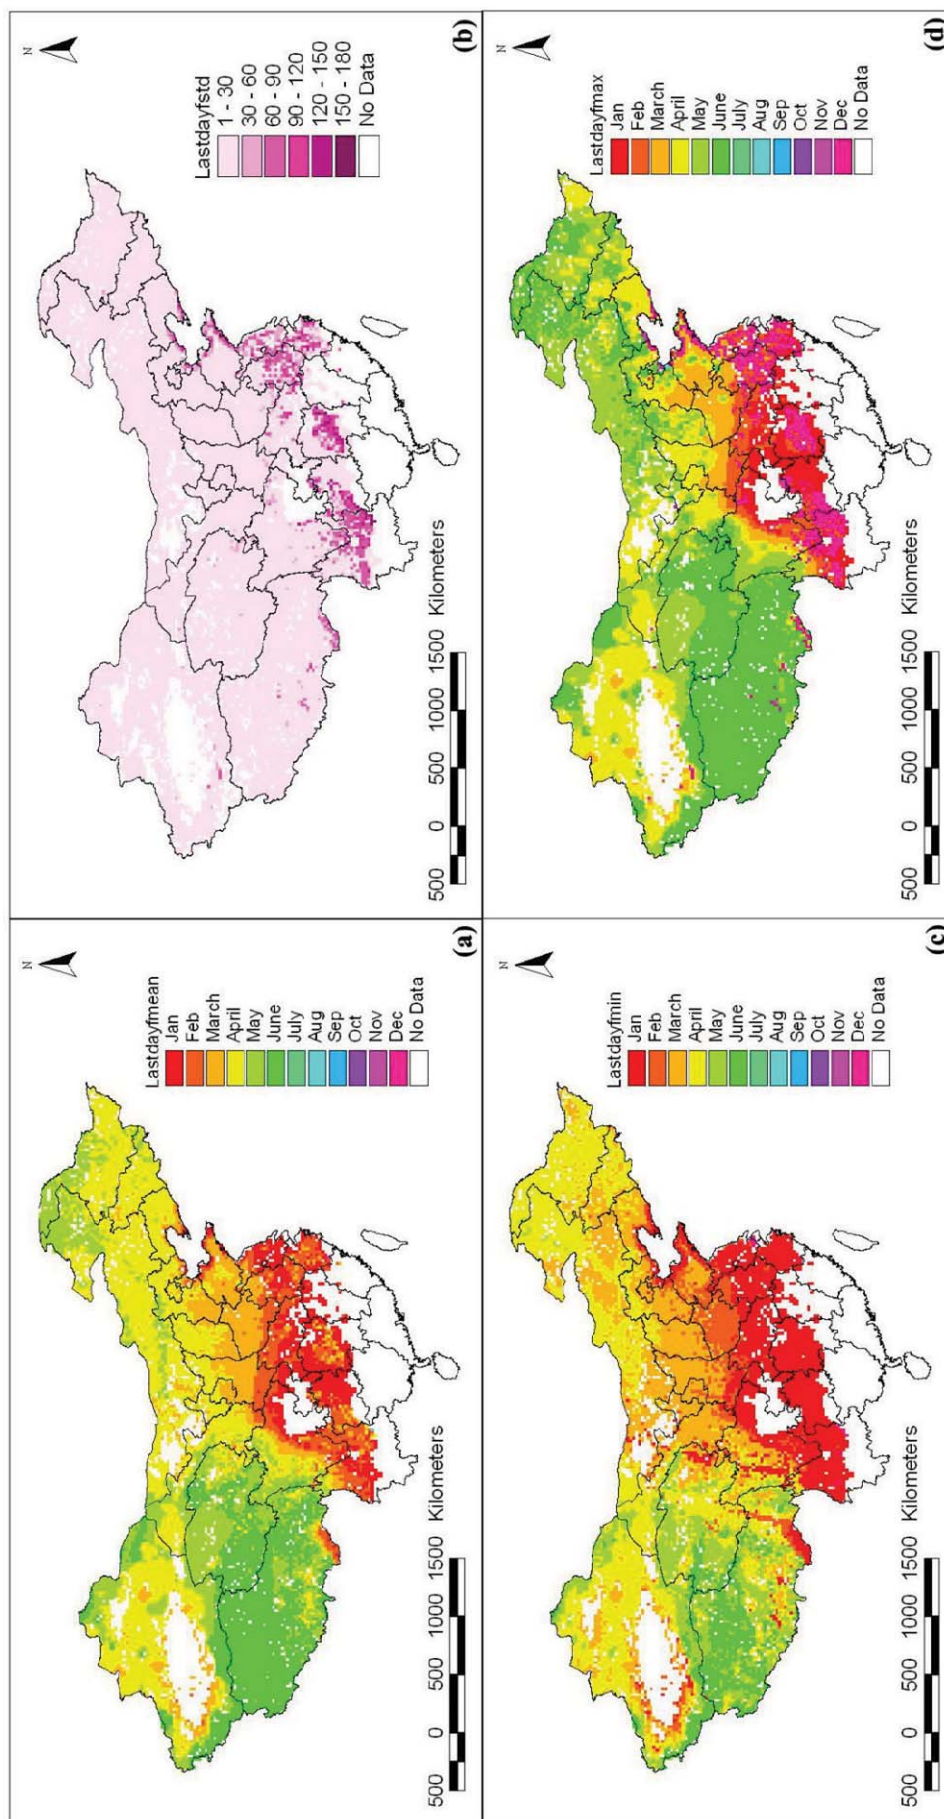 N
Lastdayfmean
Jan
Feb
March
April
May
June
July
Aug
Sep
Oct
Nov
Dec
No Data
500 0 500 1000 1500 Kilometers
(a)
N
Lastdayfstd
1 - 30
30 - 60
60 - 90
90 - 120
120 - 150
150 - 180
No Data
500 0 500 1000 1500 Kilometers
(b)
N
Lastdayfmin
Jan
Feb
March
April
May
June
July
Aug
Sep
Oct
Nov
Dec
No Data
500 0 500 1000 1500 Kilometers
(c)
N
Lastdayfmax
Jan
Feb
March
April
May
June
July
Aug
Sep
Oct
Nov
Dec
No Data
500 0 500 1000 1500 Kilometers
(d)